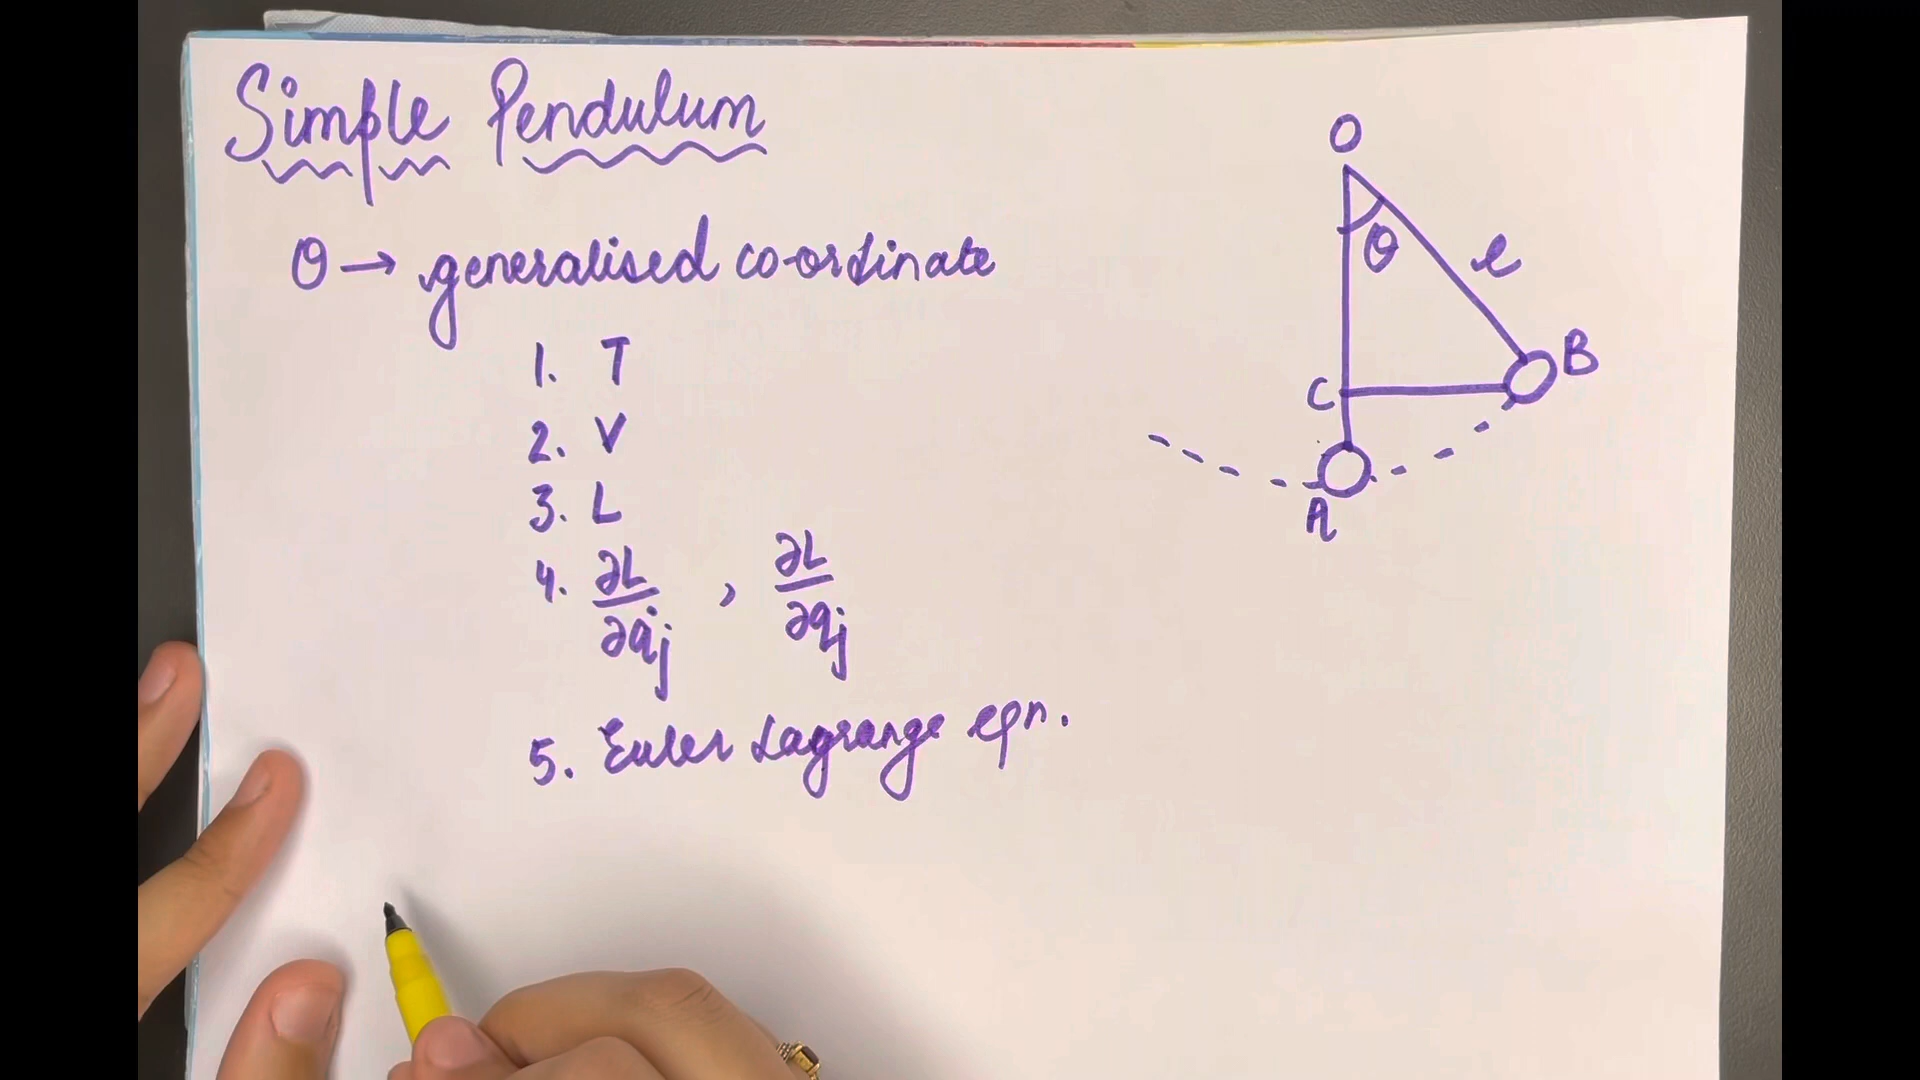 Simple Pendulum
θ → generalised co-ordinate
1. T
2. V
3. L
4. ∂L/∂q̇j , ∂L/∂qj
5. Euler Lagrange eqn.
O
θ
l
B
C
A